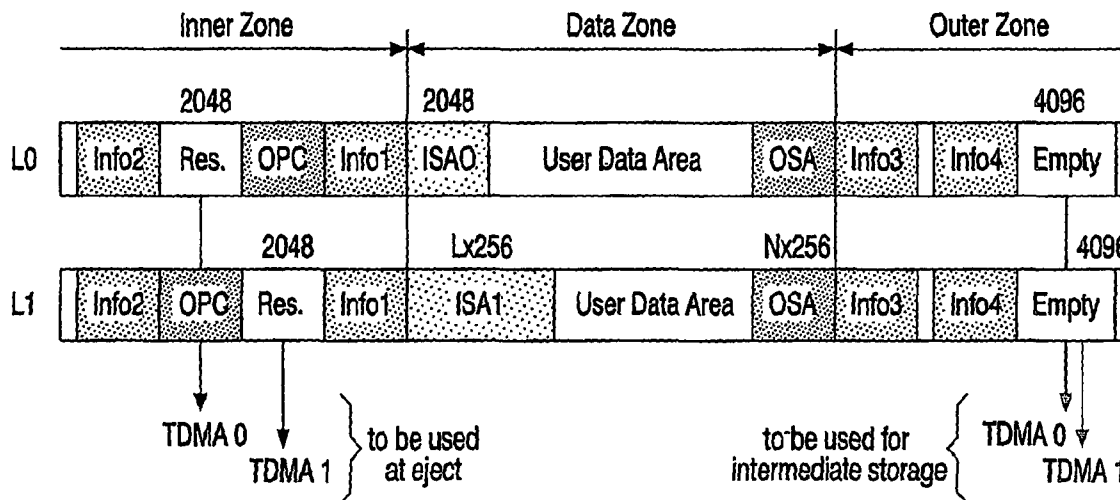 Inner Zone Data Zone Outer Zone
2048 2048 4096
L0 Info2 Res. OPC Info1 ISA0 User Data Area OSA Info3 Info4 Empty
2048 Lx256 Nx256 4096
L1 Info2 OPC Res. Info1 ISA1 User Data Area OSA Info3 Info4 Empty
TDMA 0 to be used to be used for TDMA 0
TDMA 1 at eject intermediate storage TDMA 1